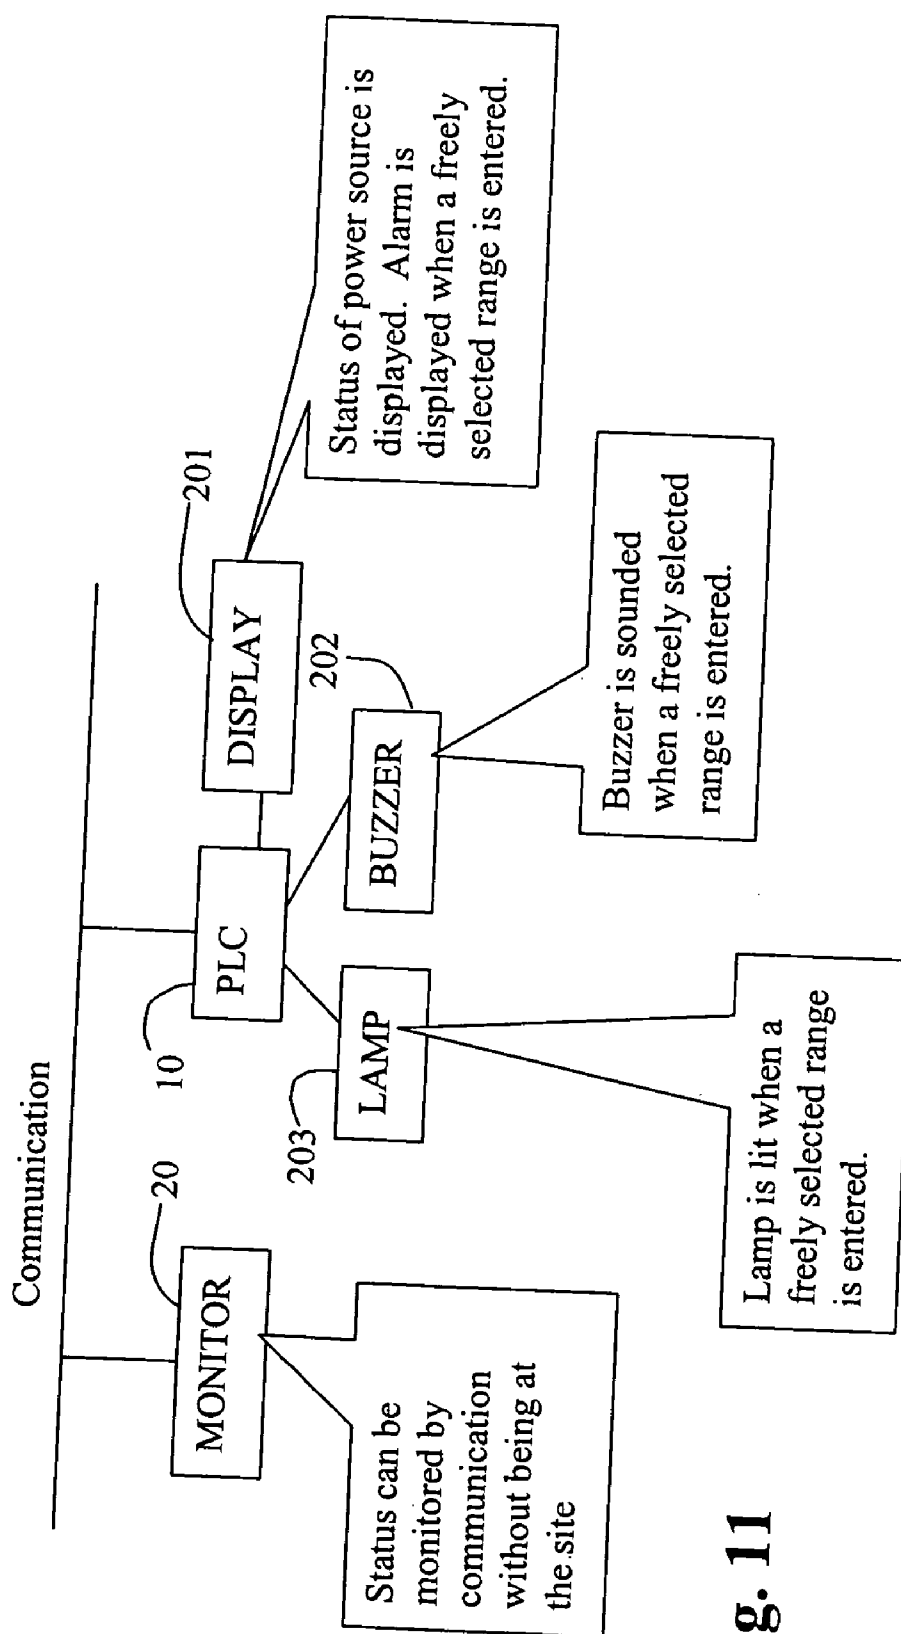 Communication
MONITOR
20
Status can be
monitored by
communication
without being at
the site
PLC
10
LAMP
203
Lamp is lit when a
freely selected range
is entered.
BUZZER
202
Buzzer is sounded
when a freely selected
range is entered.
DISPLAY
201
Status of power source is
displayed. Alarm is
displayed when a freely
selected range is entered.
g. 11